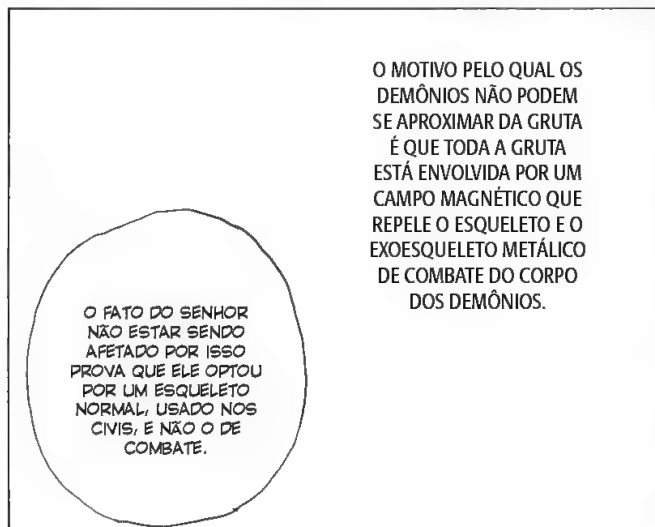 O MOTIVO PELO QUAL OS
DEMÔNIOS NÃO PODEM
SE APROXIMAR DA GRUTA
É QUE TODA A GRUTA
ESTÁ ENVOLVIDA POR UM
CAMPO MAGNÉTICO QUE
REPELE O ESQUELETO E O
EXOESQUELETO METÁLICO
DE COMBATE DO CORPO
DOS DEMÔNIOS.
O FATO DO SENHOR
NÃO ESTAR SENDO
AFETADO POR ISSO
PROVA QUE ELE OPTOU
POR UM ESQUELETO
NORMAL, USADO NOS
CIVIS, E NÃO O DE
COMBATE.